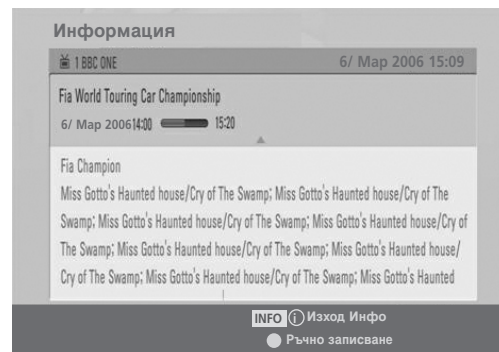 Информация
1 BBC ONE 6/ Мар 2006 15:09
Fia World Touring Car Championship
6/ Мар 2006 14:00 15:20
Fia Champion
Miss Gotto's Haunted house/Cry of The Swamp; Miss Gotto's Haunted house/Cry of The
Swamp; Miss Gotto's Haunted house/Cry of The Swamp; Miss Gotto's Haunted house/Cry of
The Swamp; Miss Gotto's Haunted house/Cry of The Swamp; Miss Gotto's Haunted house/
Cry of The Swamp; Miss Gotto's Haunted house/Cry of The Swamp; Miss Gotto's Haunted
INFO i Изход Инфо
Ръчно записване